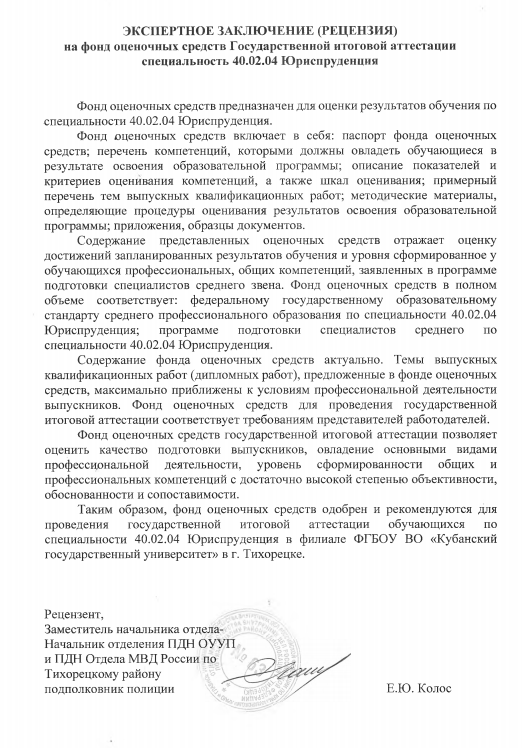 ЭКСПЕРТНОЕ ЗАКЛЮЧЕНИЕ (РЕЦЕНЗИЯ)
на фонд оценочных средств Государственной итоговой аттестации
специальность 40.02.04 Юриспруденция
Фонд оценочных средств предназначен для оценки результатов обучения по
специальности 40.02.04 Юриспруденция.
Фонд оценочных средств включает в себя: паспорт фонда оценочных
средств; перечень компетенций, которыми должны овладеть обучающиеся в
результате освоения образовательной программы; описание показателей и
критериев оценивания компетенций, а также шкал оценивания; примерный
перечень тем выпускных квалификационных работ; методические материалы,
определяющие процедуры оценивания результатов освоения образовательной
программы; приложения, образцы документов.
Содержание представленных оценочных средств отражает оценку
достижений запланированных результатов обучения и уровня сформированное у
обучающихся профессиональных, общих компетенций, заявленных в программе
подготовки специалистов среднего звена. Фонд оценочных средств в полном
объеме соответствует: федеральному государственному образовательному
стандарту среднего профессионального образования по специальности 40.02.04
Юриспруденция; программе подготовки специалистов среднего по
специальности 40.02.04 Юриспруденция.
Содержание фонда оценочных средств актуально. Темы выпускных
квалификационных работ (дипломных работ), предложенные в фонде оценочных
средств, максимально приближены к условиям профессиональной деятельности
выпускников. Фонд оценочных средств для проведения государственной
итоговой аттестации соответствует требованиям представителей работодателей.
Фонд оценочных средств государственной итоговой аттестации позволяет
оценить качество подготовки выпускников, овладение основными видами
профессиональной деятельности, уровень сформированности общих и
профессиональных компетенций с достаточно высокой степенью объективности,
обоснованности и сопоставимости.
Таким образом, фонд оценочных средств одобрен и рекомендуются для
проведения государственной итоговой аттестации обучающихся по
специальности 40.02.04 Юриспруденция в филиале ФГБОУ ВО «Кубанский
государственный университет» в г. Тихорецке.
Рецензент,
Заместитель начальника отдела-
Начальник отделения ПДН ОУУП
и ПДН Отдела МВД России по
Тихорецкому району
подполковник полиции Е.Ю. Колос